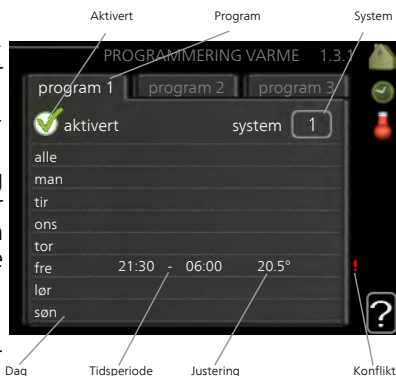 Aktivert Program System
PROGRAMMERING VARME 1.3.1
program 1 program 2 program 3
aktivert system 1
alle
man
tir
ons
tor
fre 21:30 - 06:00 20.5° !
lør
søn
?
Dag Tidsperiode Justering Konflikt